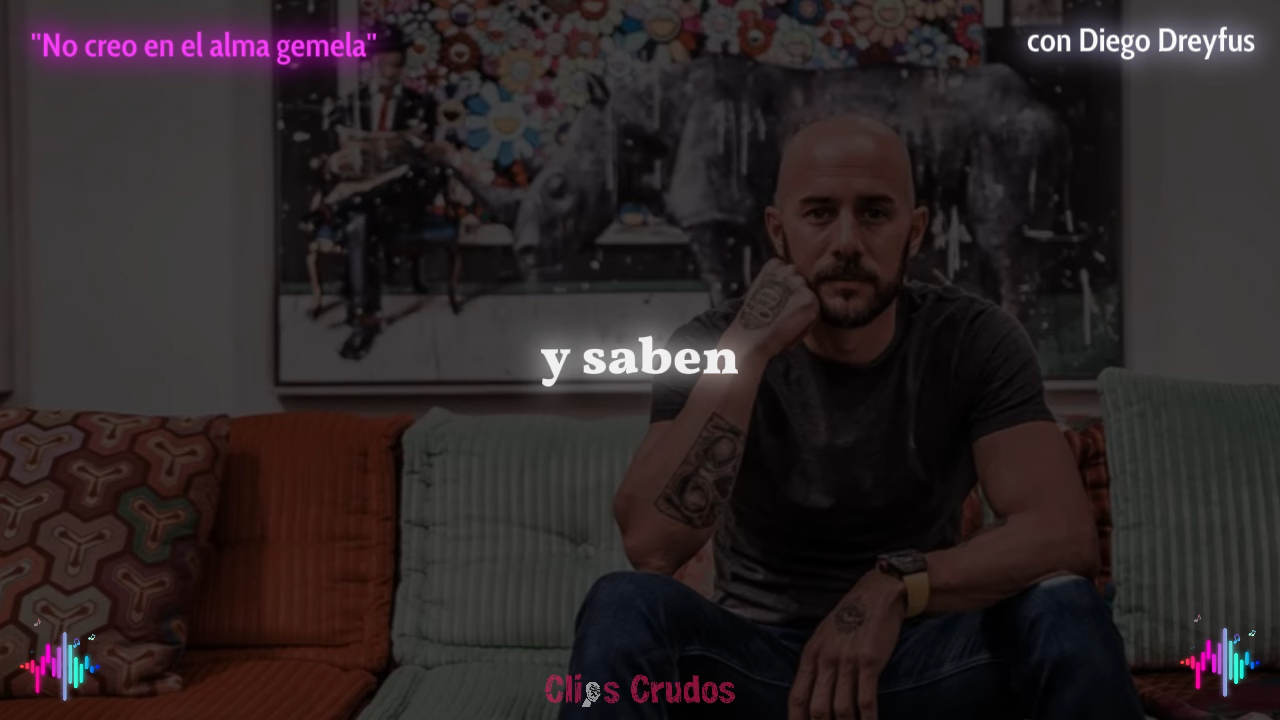 "No creo en el alma gemela"
con Diego Dreyfus
y saben
Clips Crudos